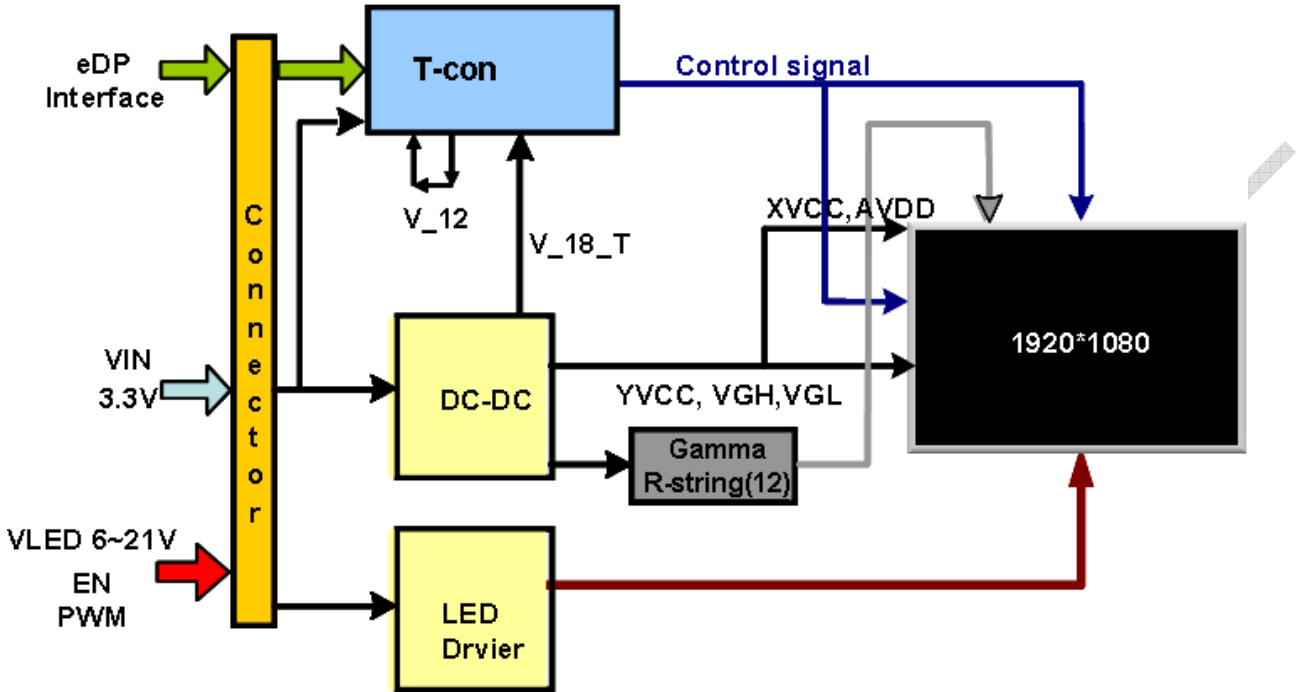 eDP
Interface
T-con
Control signal
Connector
V_12
V_18_T
XVCC,AVDD
1920*1080
VIN
3.3V
DC-DC
YVCC, VGH,VGL
Gamma
R-string(12)
VLED 6~21V
EN
PWM
LED
Drvier